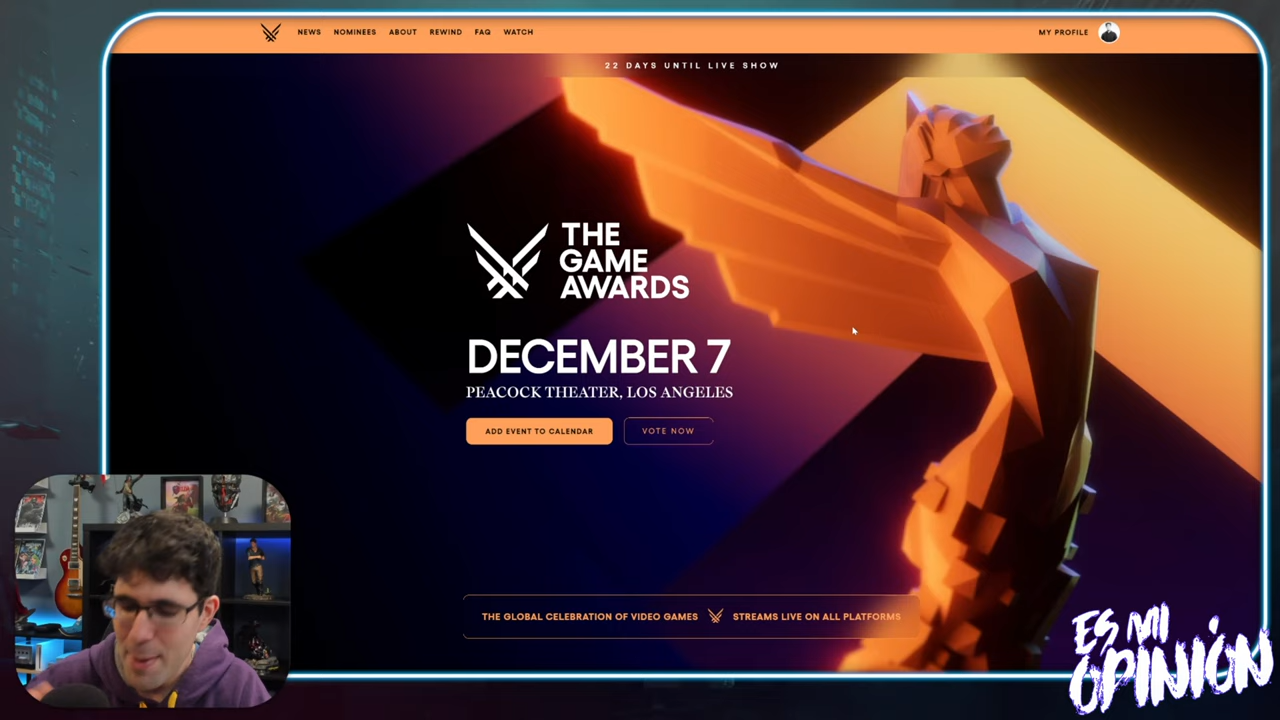 NEWS NOMINEES ABOUT REWIND FAQ WATCH MY PROFILE
22 DAYS UNTIL LIVE SHOW
THE
GAME
AWARDS
DECEMBER 7
PEACOCK THEATER, LOS ANGELES
ADD EVENT TO CALENDAR VOTE NOW
THE GLOBAL CELEBRATION OF VIDEO GAMES STREAMS LIVE ON ALL PLATFORMS
ES MI
OPINIÓN